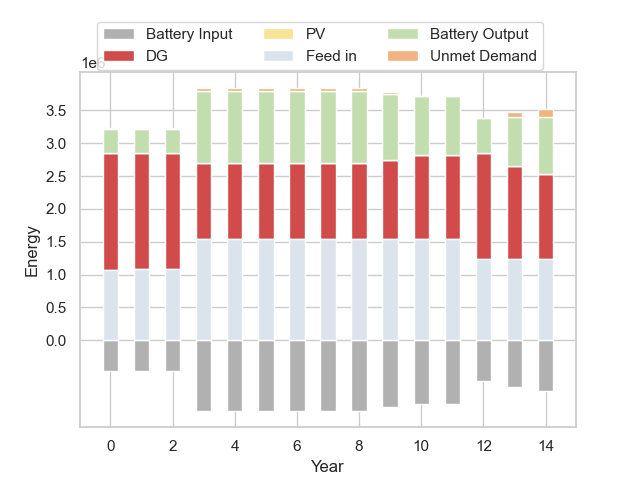 Battery Input PV Battery Output
DG Feed in Unmet Demand
1e6
3.5
3.0
2.5
2.0
1.5
1.0
0.5
0.0
Energy
0 2 4 6 8 10 12 14
Year